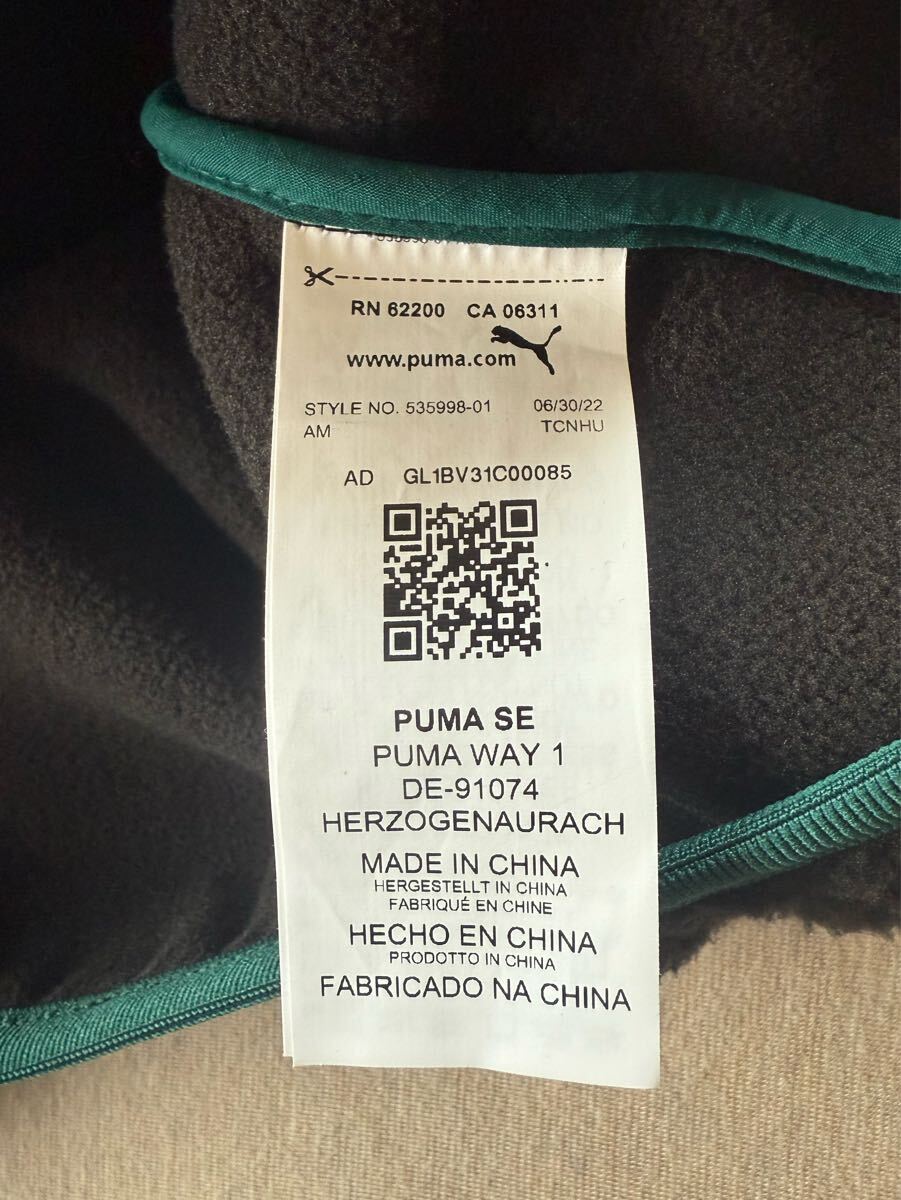 RN 62200 CA 06311
www.puma.com
STYLE NO. 535998-01 06/30/22
AM TCNHU
AD GL1BV31C00085
PUMA SE
PUMA WAY 1
DE-91074
HERZOGENAURACH
MADE IN CHINA
HERGESTELLT IN CHINA
FABRIQUÉ EN CHINE
HECHO EN CHINA
PRODOTTO IN CHINA
FABRICADO NA CHINA